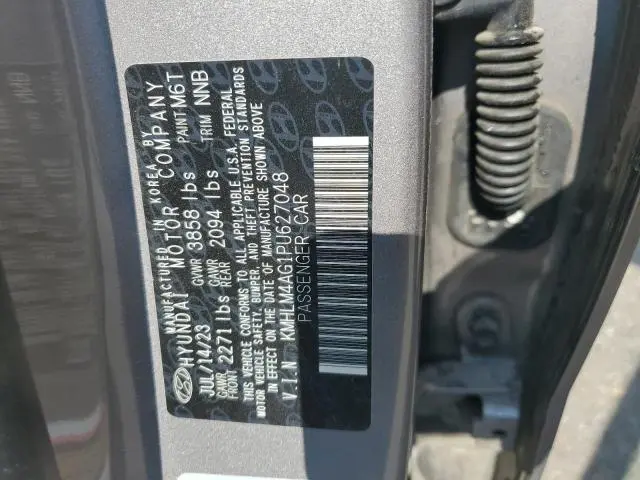 MANUFACTURED IN KOREA BY
HYUNDAI MOTOR COMPANY
JUL/14/23 GVWR 3858 lbs PAINT M6T
GAWR FRONT 2271 lbs GAWR REAR 2094 lbs TRIM NNB
THIS VEHICLE CONFORMS TO ALL APPLICABLE U.S.A. FEDERAL
MOTOR VEHICLE SAFETY, BUMPER, AND THEFT PREVENTION STANDARDS
IN EFFECT ON THE DATE OF MANUFACTURE SHOWN ABOVE
V.I.N. KMHLM4AG1PU627048
PASSENGER CAR